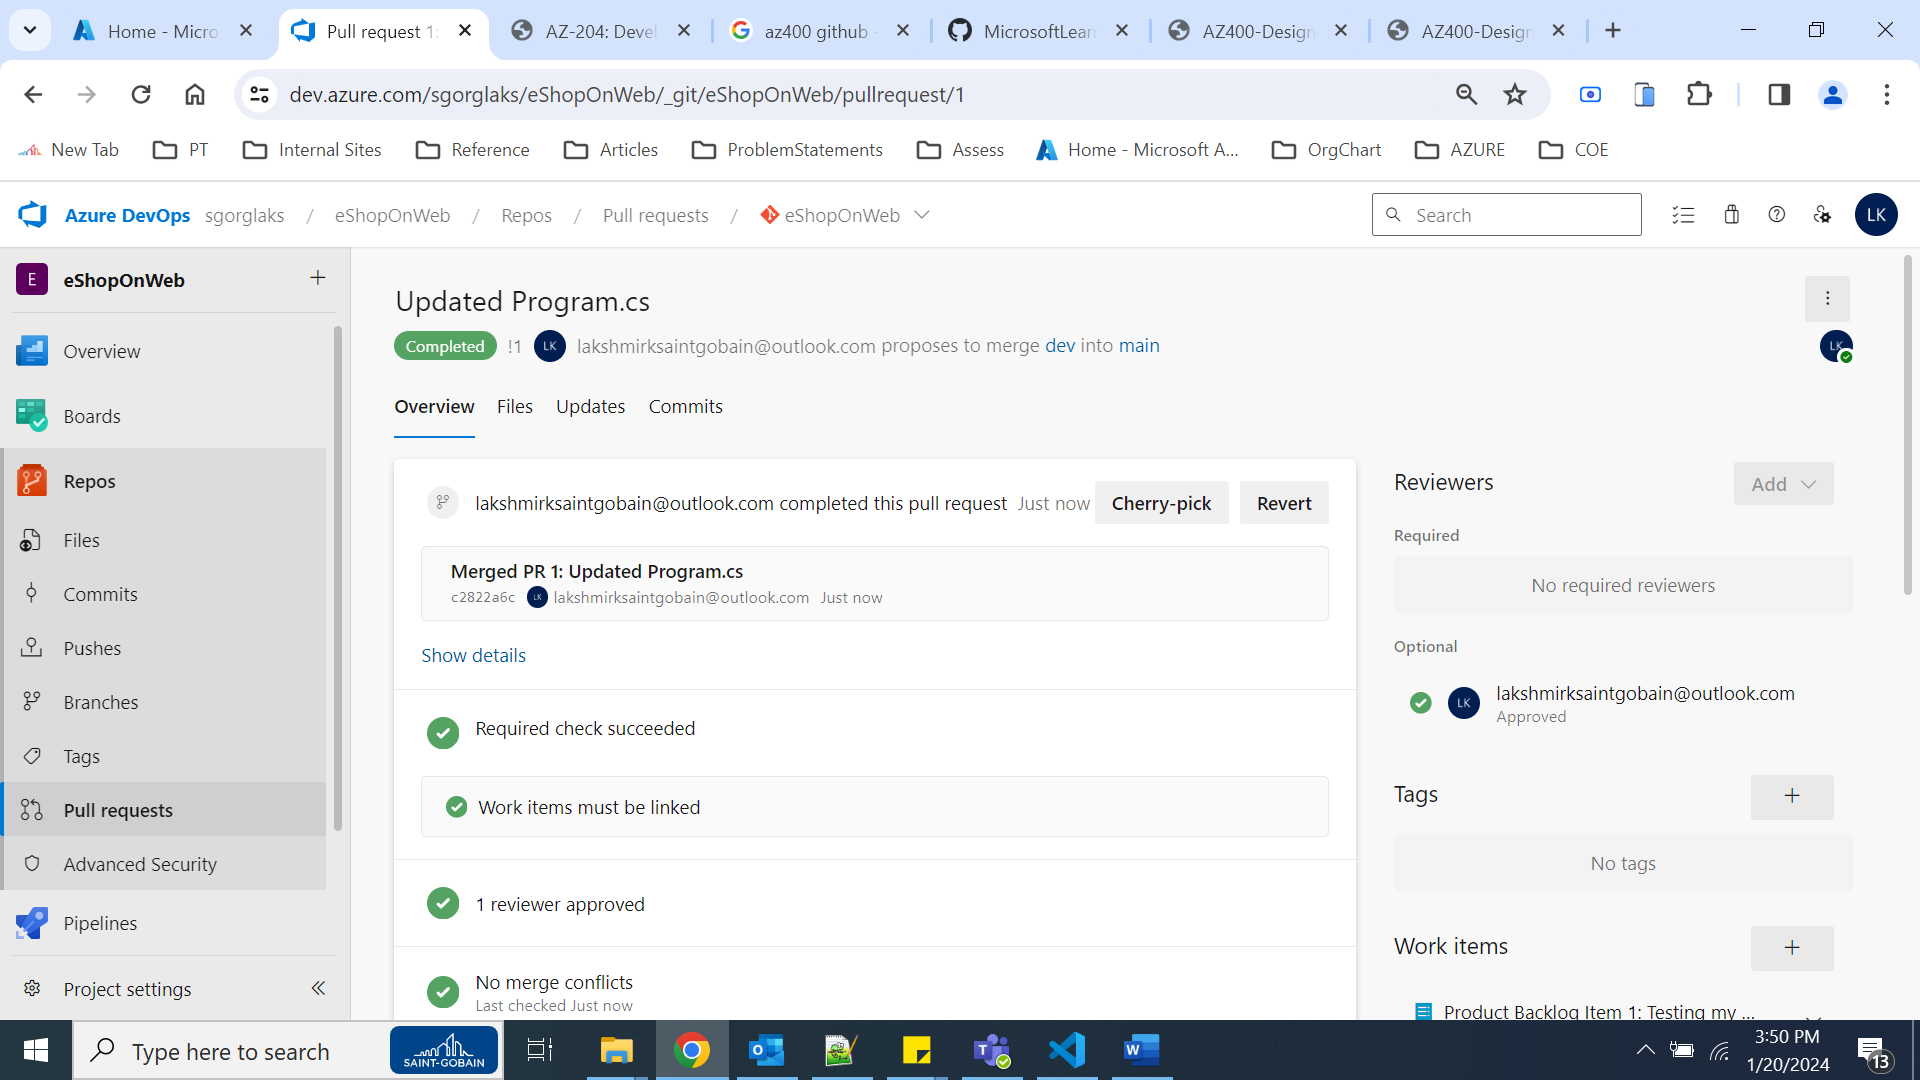 Home - Micro
Pull request 1:
AZ-204: Devel
az400 github -
MicrosoftLearn
AZ400-Design
AZ400-Design
dev.azure.com/sgorglaks/eShopOnWeb/_git/eShopOnWeb/pullrequest/1
New Tab
PT
Internal Sites
Reference
Articles
ProblemStatements
Assess
Home - Microsoft A...
OrgChart
AZURE
COE
Azure DevOps sgorglaks / eShopOnWeb / Repos / Pull requests / eShopOnWeb
Search
LK
E eShopOnWeb
Overview
Boards
Repos
Files
Commits
Pushes
Branches
Tags
Pull requests
Advanced Security
Pipelines
Project settings
Updated Program.cs
Completed !1 LK lakshmirksaintgobain@outlook.com proposes to merge dev into main
LK
Overview Files Updates Commits
lakshmirksaintgobain@outlook.com completed this pull request Just now Cherry-pick Revert
Merged PR 1: Updated Program.cs
c2822a6c LK lakshmirksaintgobain@outlook.com Just now
Show details
Required check succeeded
Work items must be linked
1 reviewer approved
No merge conflicts
Last checked Just now
Reviewers
Add
Required
No required reviewers
Optional
LK lakshmirksaintgobain@outlook.com
Approved
Tags
No tags
Work items
Product Backlog Item 1: Testing my ...
Type here to search
SAINT-GOBAIN
3:50 PM
1/20/2024
13